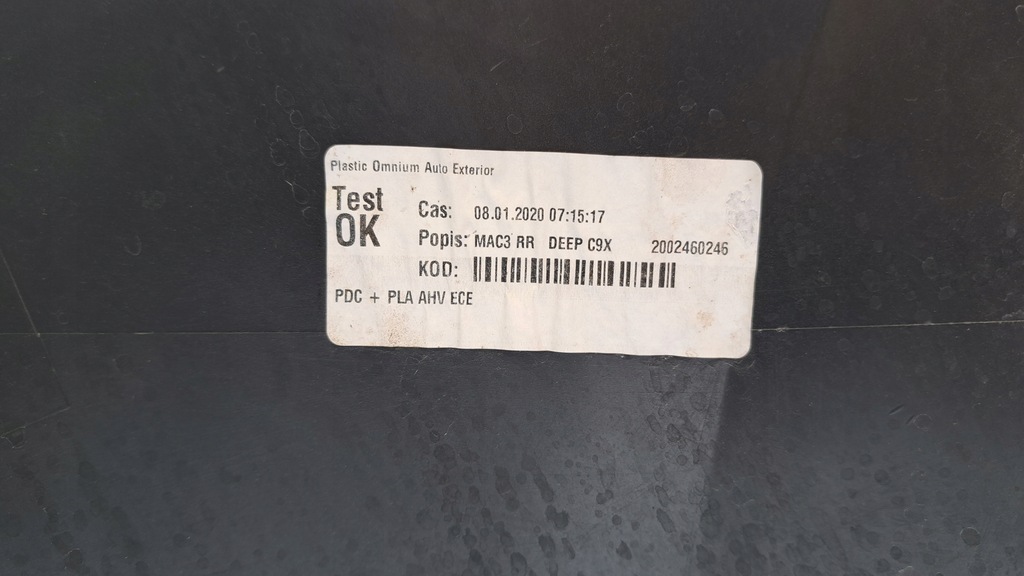 Plastic Omnium Auto Exterior
Test OK
Cas: 08.01.2020 07:15:17
Popis: MAC3 RR DEEP C9X 2002460246
KOD:
PDC + PLA AHV ECE